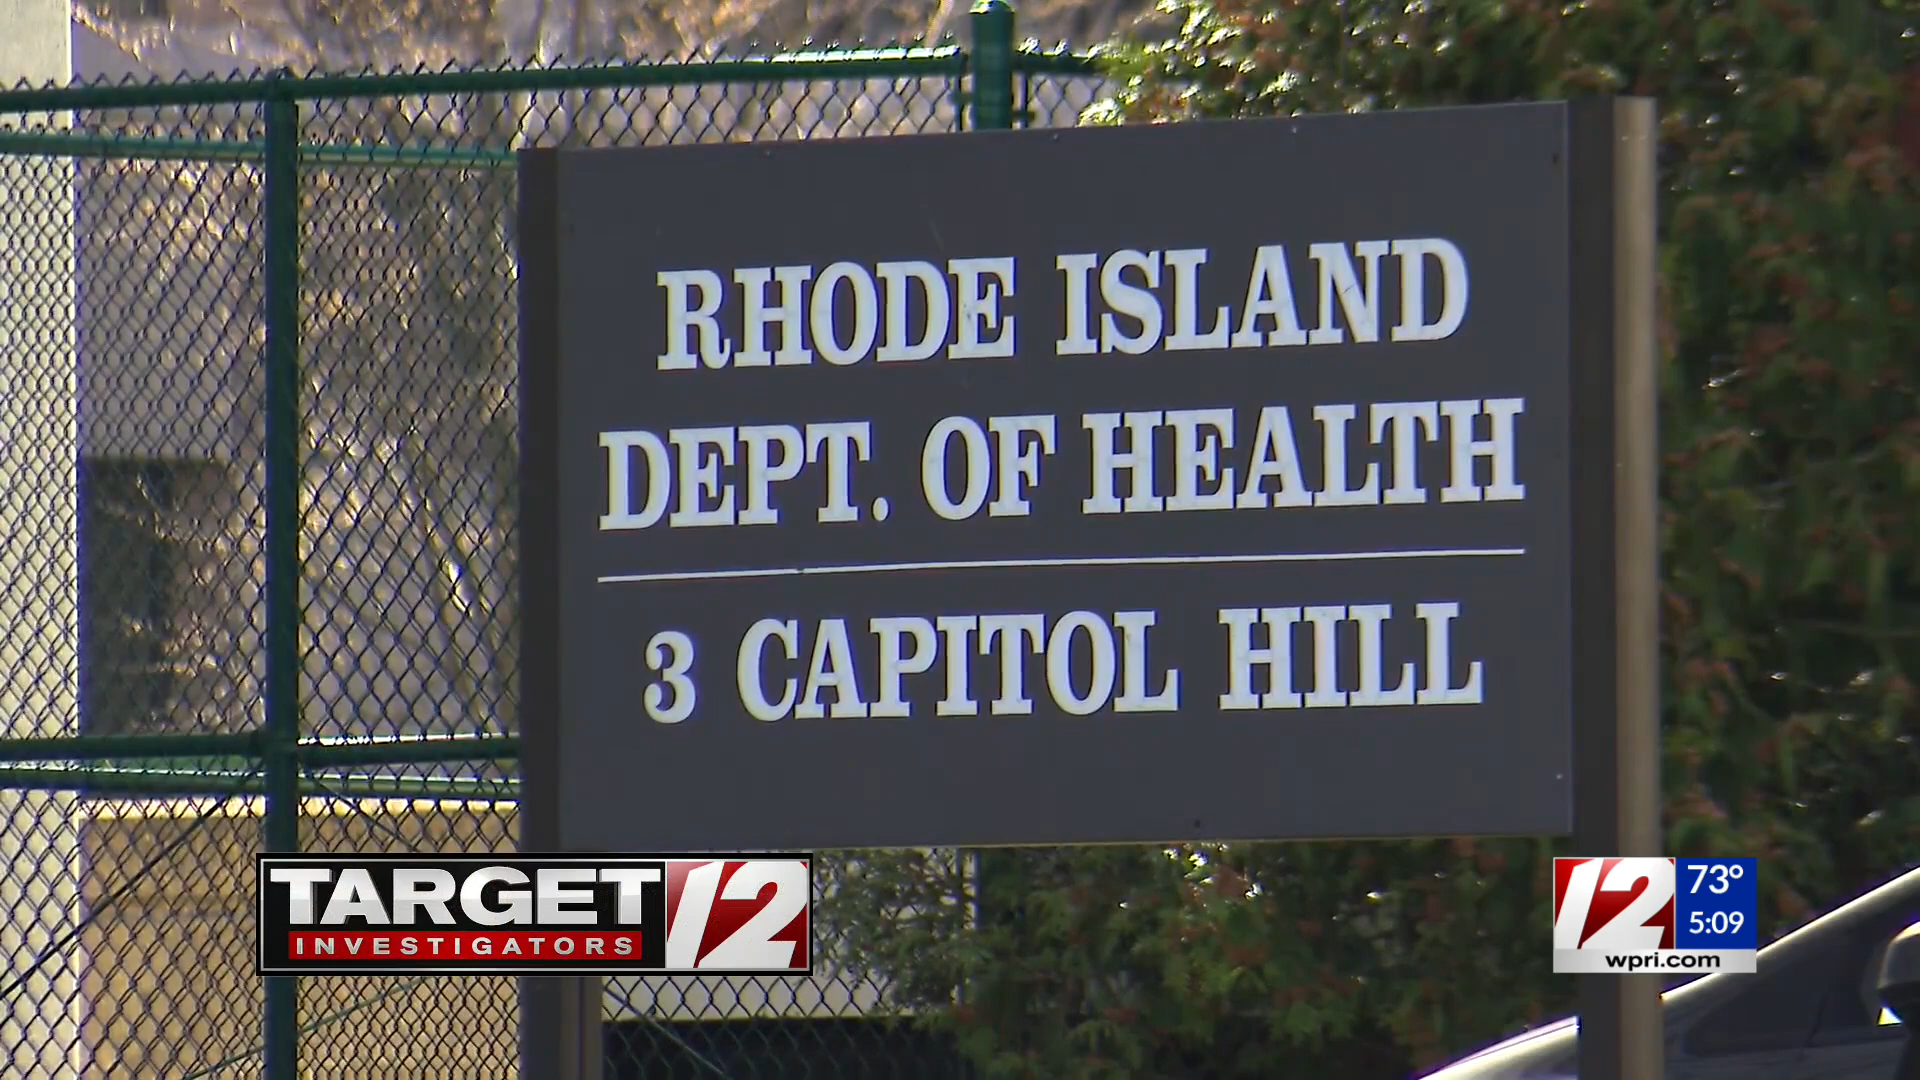 RHODE ISLAND
DEPT. OF HEALTH
3 CAPITOL HILL
TARGET 12
INVESTIGATORS
12 73°
5:09
wpri.com